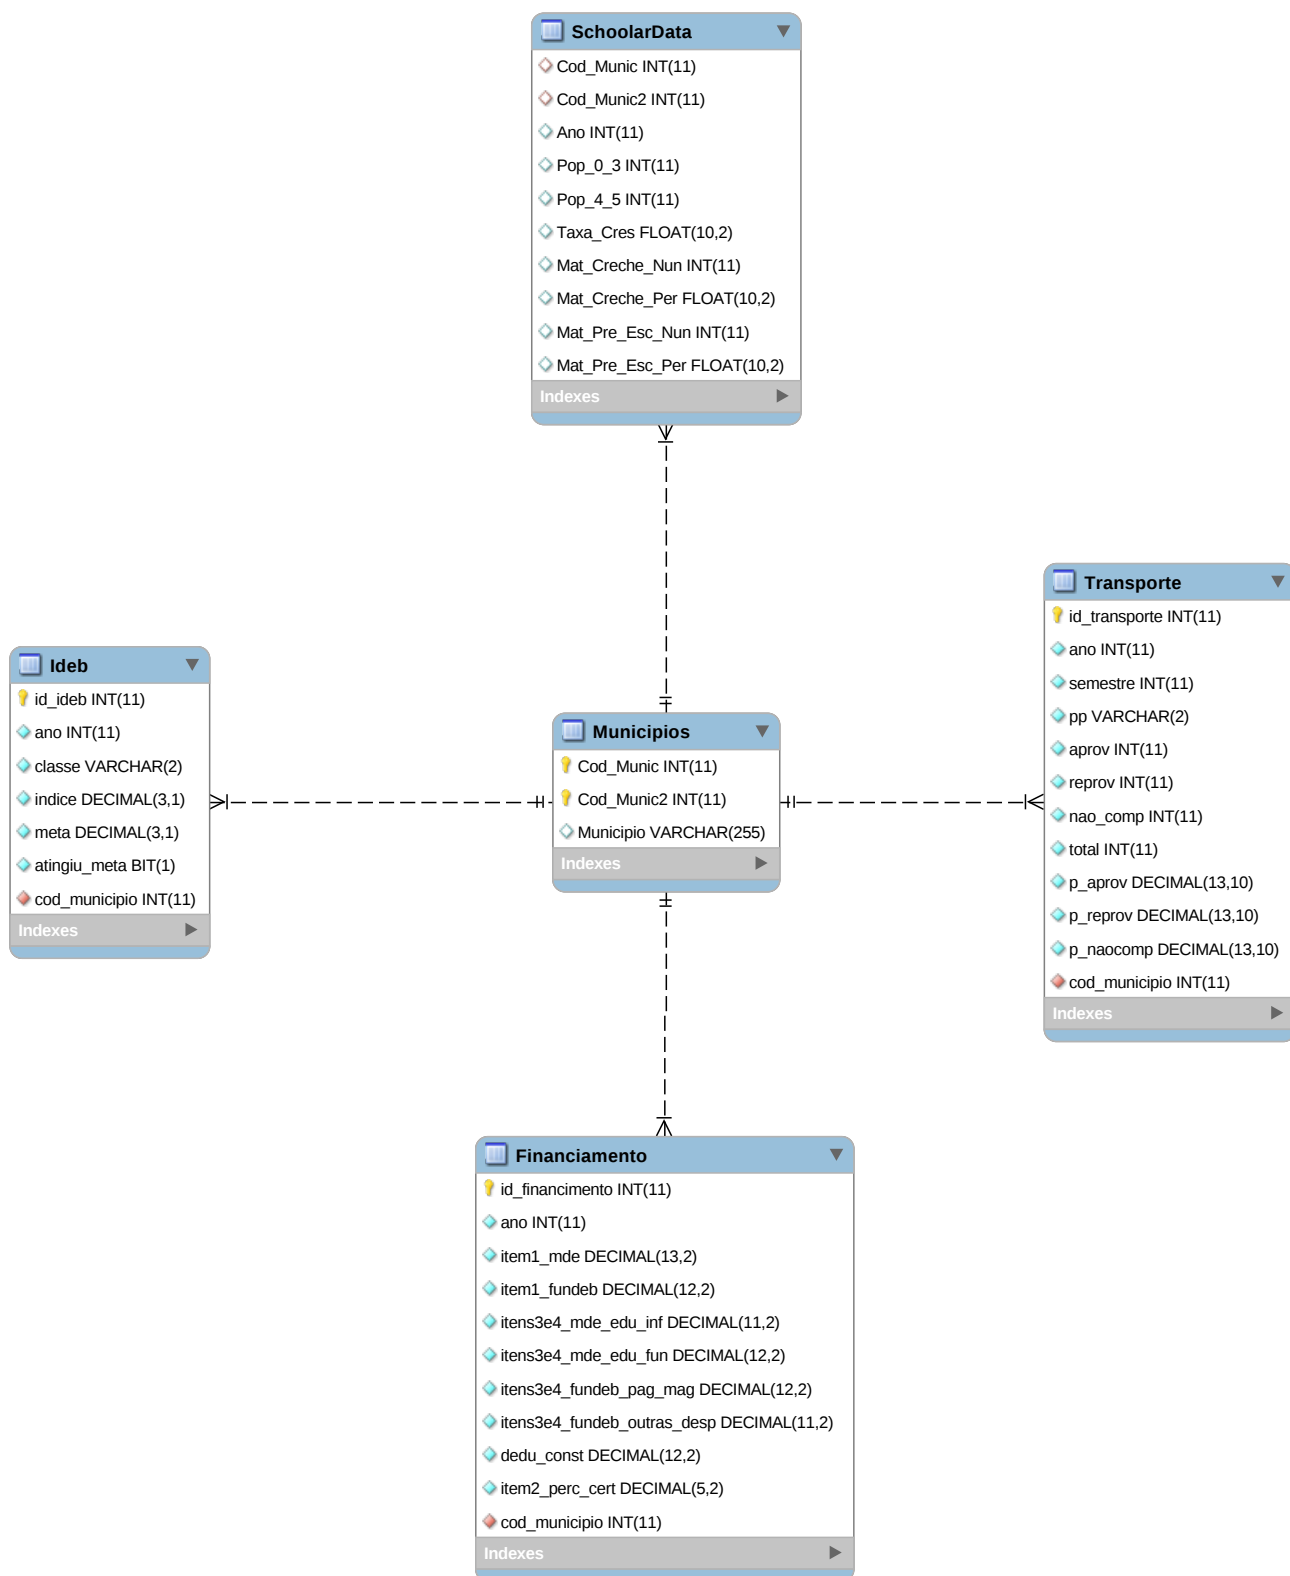 SchoolarData
Cod_Munic INT(11)
Cod_Munic2 INT(11)
Ano INT(11)
Pop_0_3 INT(11)
Pop_4_5 INT(11)
Taxa_Cres FLOAT(10,2)
Mat_Creche_Nun INT(11)
Mat_Creche_Per FLOAT(10,2)
Mat_Pre_Esc_Nun INT(11)
Mat_Pre_Esc_Per FLOAT(10,2)
Indexes
Ideb
id_ideb INT(11)
ano INT(11)
classe VARCHAR(2)
indice DECIMAL(3,1)
meta DECIMAL(3,1)
atingiu_meta BIT(1)
cod_municipio INT(11)
Indexes
Municipios
Cod_Munic INT(11)
Cod_Munic2 INT(11)
Municipio VARCHAR(255)
Indexes
Transporte
id_transporte INT(11)
ano INT(11)
semestre INT(11)
pp VARCHAR(2)
aprov INT(11)
reprov INT(11)
nao_comp INT(11)
total INT(11)
p_aprov DECIMAL(13,10)
p_reprov DECIMAL(13,10)
p_naocomp DECIMAL(13,10)
cod_municipio INT(11)
Indexes
Financiamento
id_financimento INT(11)
ano INT(11)
item1_mde DECIMAL(13,2)
item1_fundeb DECIMAL(12,2)
itens3e4_mde_edu_inf DECIMAL(11,2)
itens3e4_mde_edu_fun DECIMAL(12,2)
itens3e4_fundeb_pag_mag DECIMAL(12,2)
itens3e4_fundeb_outras_desp DECIMAL(11,2)
dedu_const DECIMAL(12,2)
item2_perc_cert DECIMAL(5,2)
cod_municipio INT(11)
Indexes